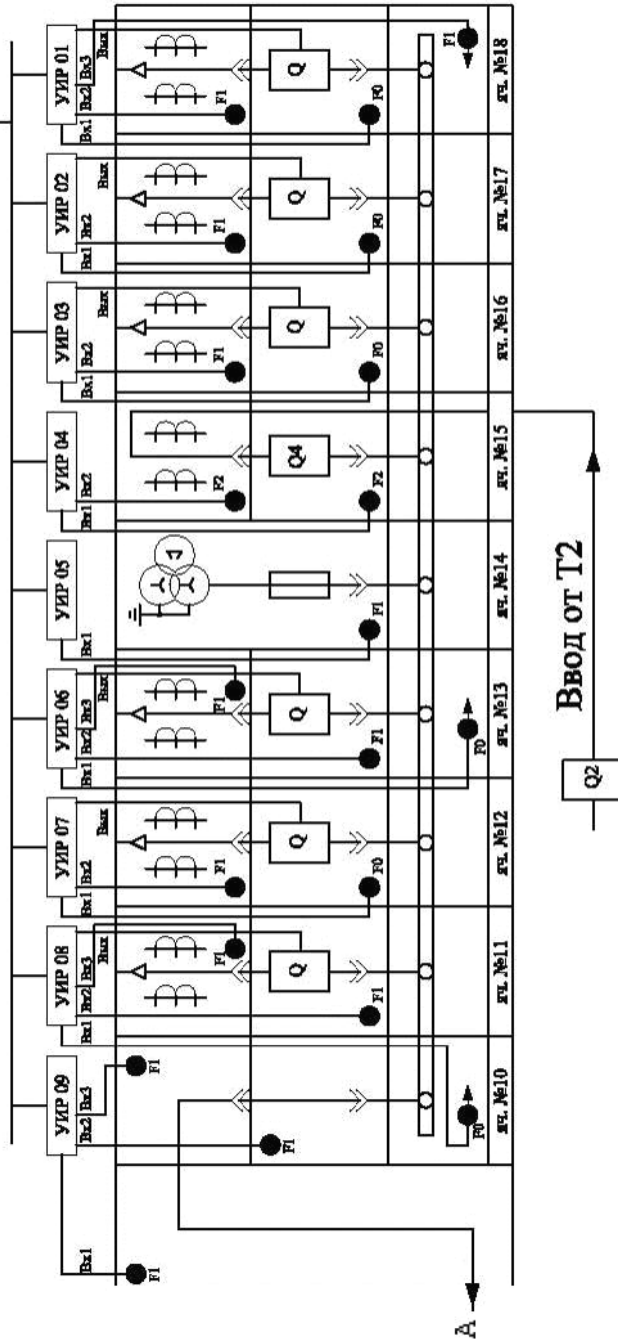 УИР 09
Вх1
Вх2
Вх3
F1
F1
F1
F0
яч. №10
A
УИР 08
Вх1
Вх2
Вх3
Вых
F1
Q
F1
яч. №11
УИР 07
Вх1
Вх2
Вых
F1
Q
F0
яч. №12
УИР 06
Вх1
Вх2
Вх3
Вых
F1
Q
F1
F0
яч. №13
УИР 05
Вх1
F1
яч. №14
УИР 04
Вх1
Вх2
F2
Q4
F2
яч. №15
УИР 03
Вх1
Вх2
Вых
F1
Q
F0
яч. №16
УИР 02
Вх1
Вх2
Вых
F1
Q
F0
яч. №17
УИР 01
Вх1
Вх2
Вх3
Вых
F1
Q
F0
F1
яч. №18
Ввод от Т2
Q2